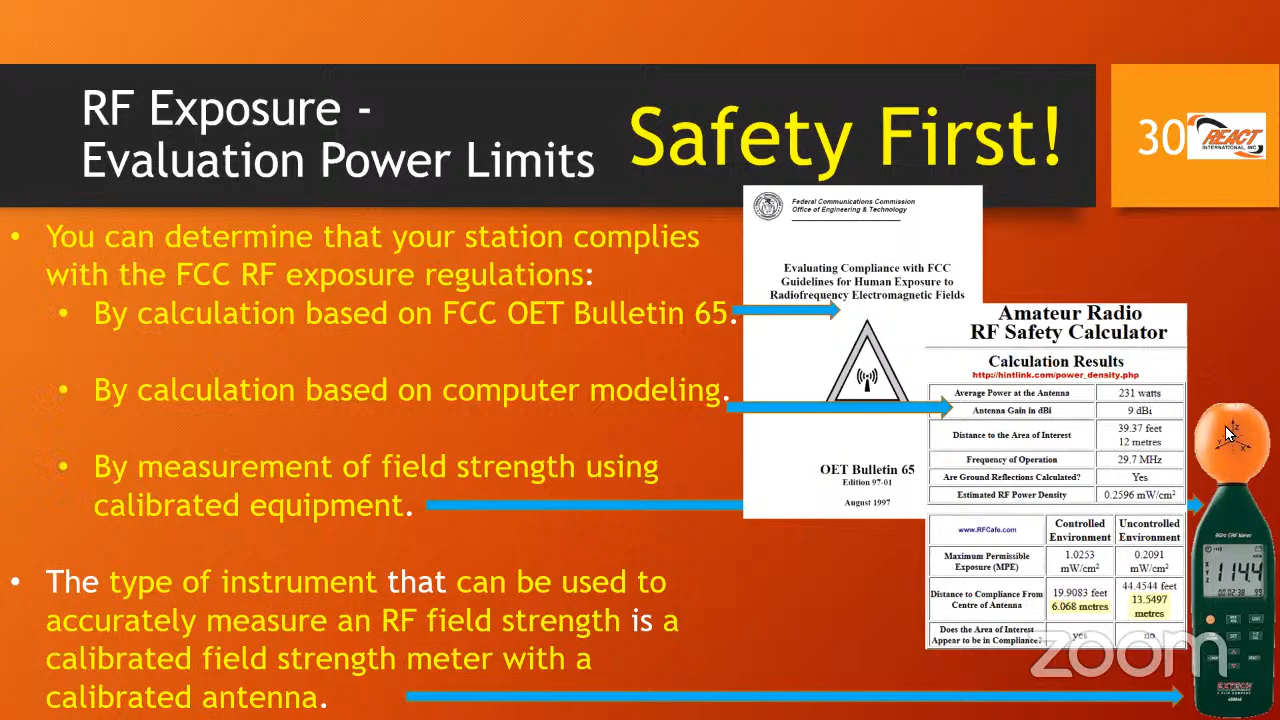 RF Exposure -
Evaluation Power Limits
Safety First!
30
REACT
INTERNATIONAL, INC
• You can determine that your station complies
with the FCC RF exposure regulations:
• By calculation based on FCC OET Bulletin 65.
• By calculation based on computer modeling.
• By measurement of field strength using
calibrated equipment.
• The type of instrument that can be used to
accurately measure an RF field strength is a
calibrated field strength meter with a
calibrated antenna.
Federal Communications Commission
Office of Engineering & Technology
Evaluating Compliance with FCC
Guidelines for Human Exposure to
Radiofrequency Electromagnetic Fields
OET Bulletin 65
Edition 97-01
August 1997
Amateur Radio
RF Safety Calculator
Calculation Results
http://hintlink.com/power_density.php
Average Power at the Antenna 231 watts
Antenna Gain in dBi 9 dBi
Distance to the Area of Interest 39.37 feet
12 metres
Frequency of Operation 29.7 MHz
Are Ground Reflections Calculated? Yes
Estimated RF Power Density 0.2596 mW/cm²
www.RFCafe.com
Controlled
Environment
Uncontrolled
Environment
Maximum Permissible
Exposure (MPE)
1.0253
mW/cm²
0.2091
mW/cm²
Distance to Compliance From
Centre of Antenna
19.9083 feet
6.068 metres
44.4544 feet
13.5497
metres
Does the Area of Interest
Appear to be in Compliance?
yes
no
X
Y
Z
114.4
EXTECH
zoom